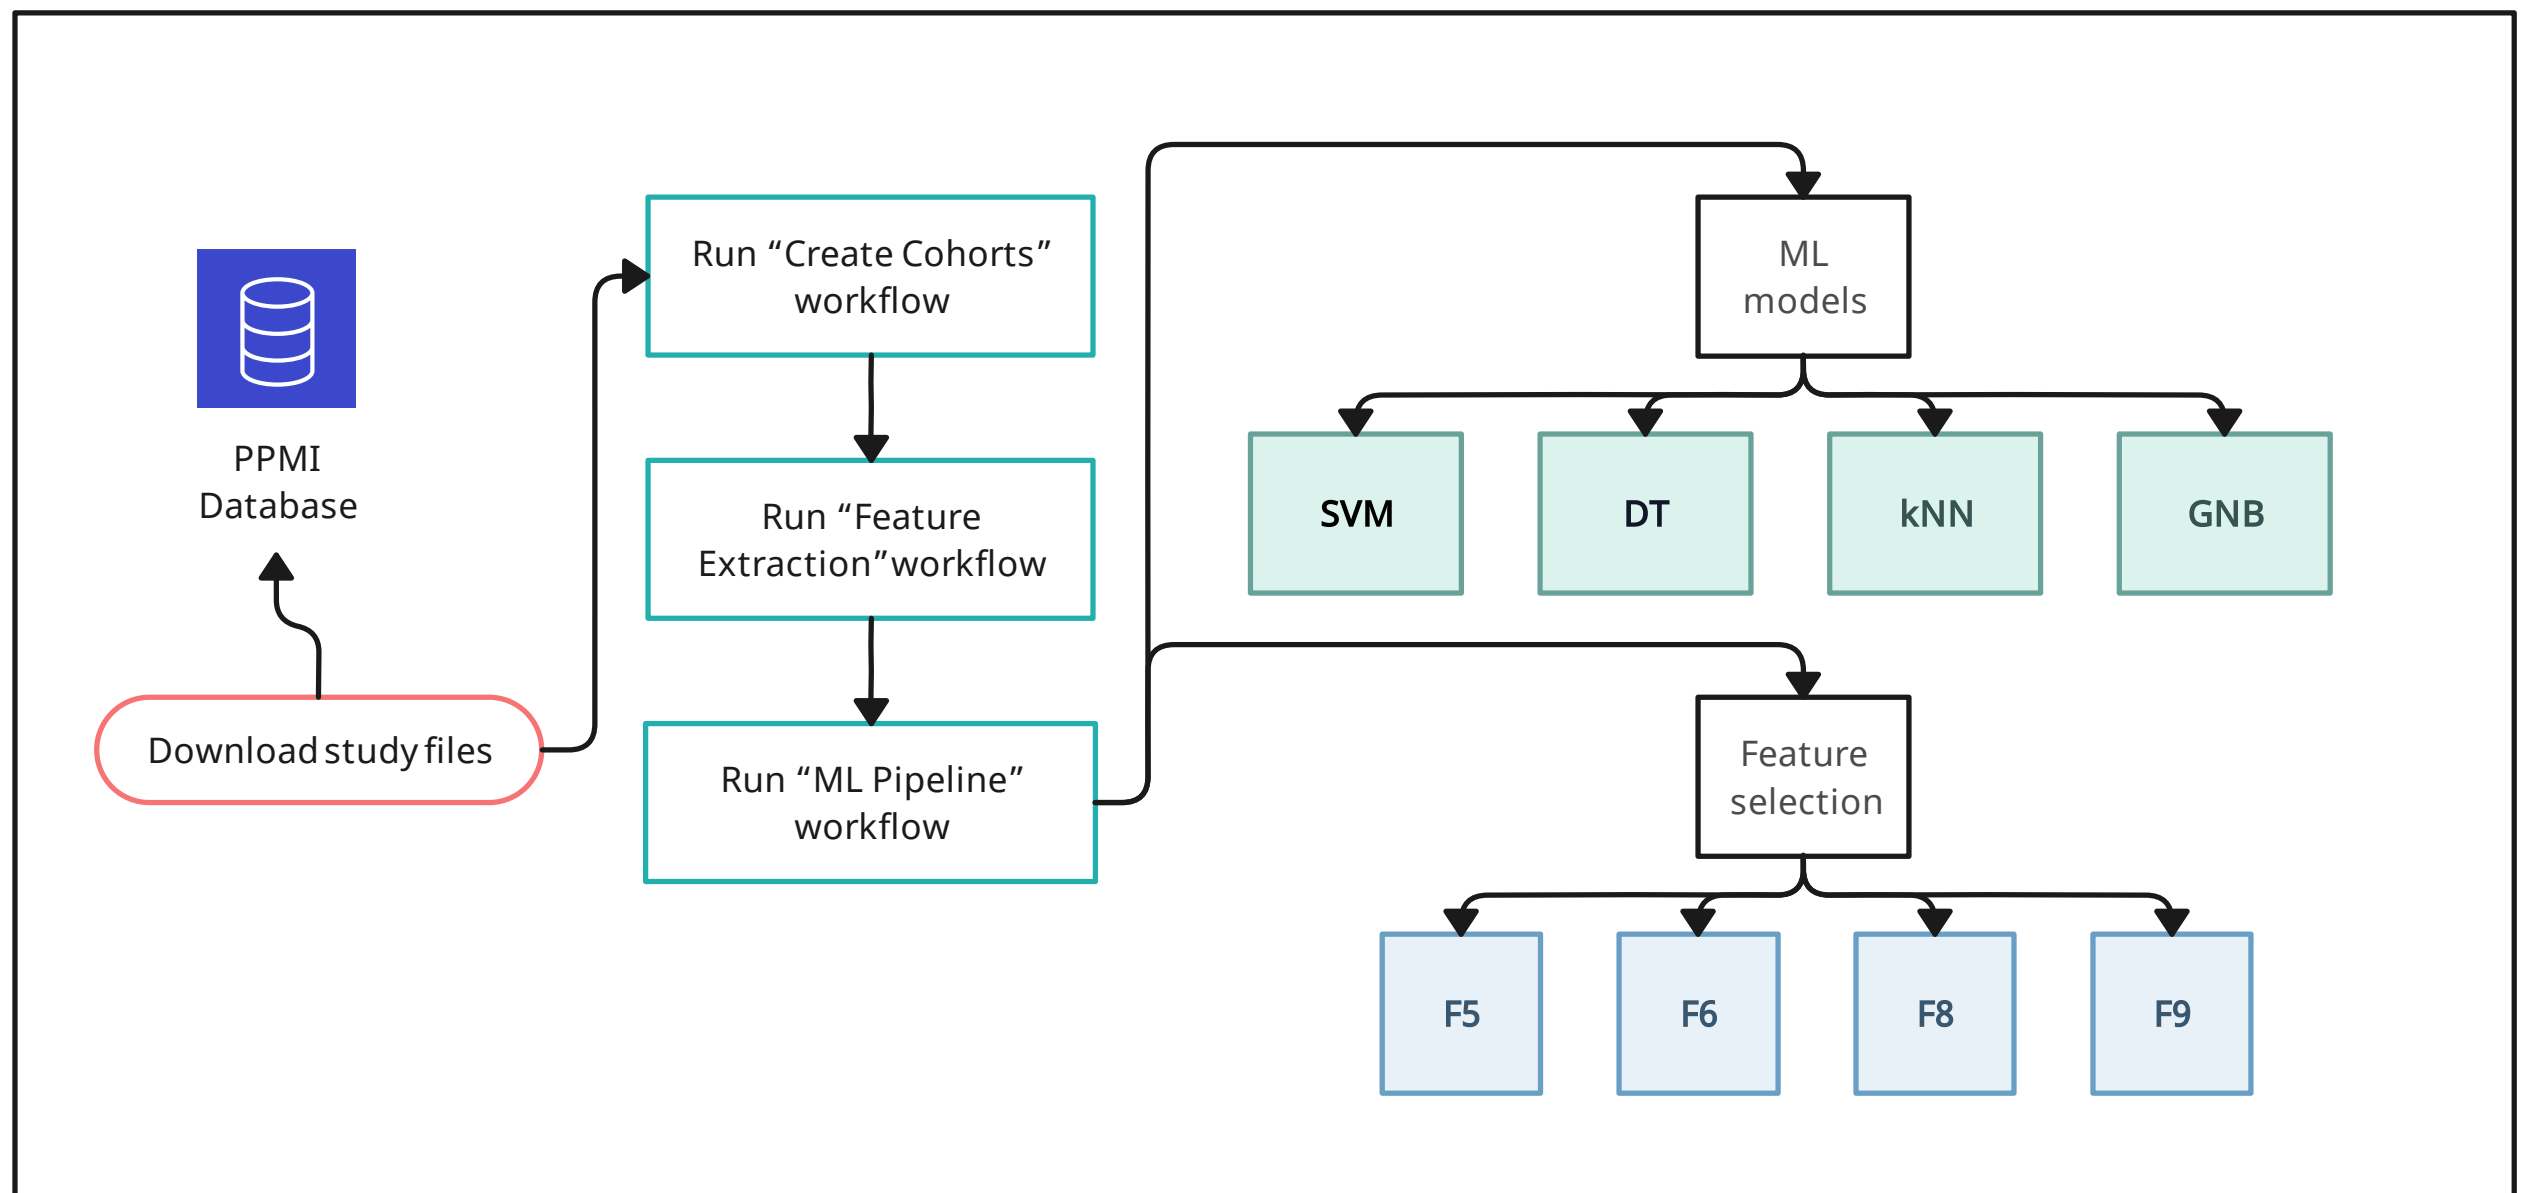 PPMI
Database
Download study files
Run “Create Cohorts”
workflow
Run “Feature
Extraction” workflow
Run “ML Pipeline”
workflow
ML
models
SVM
DT
kNN
GNB
Feature
selection
F5
F6
F8
F9